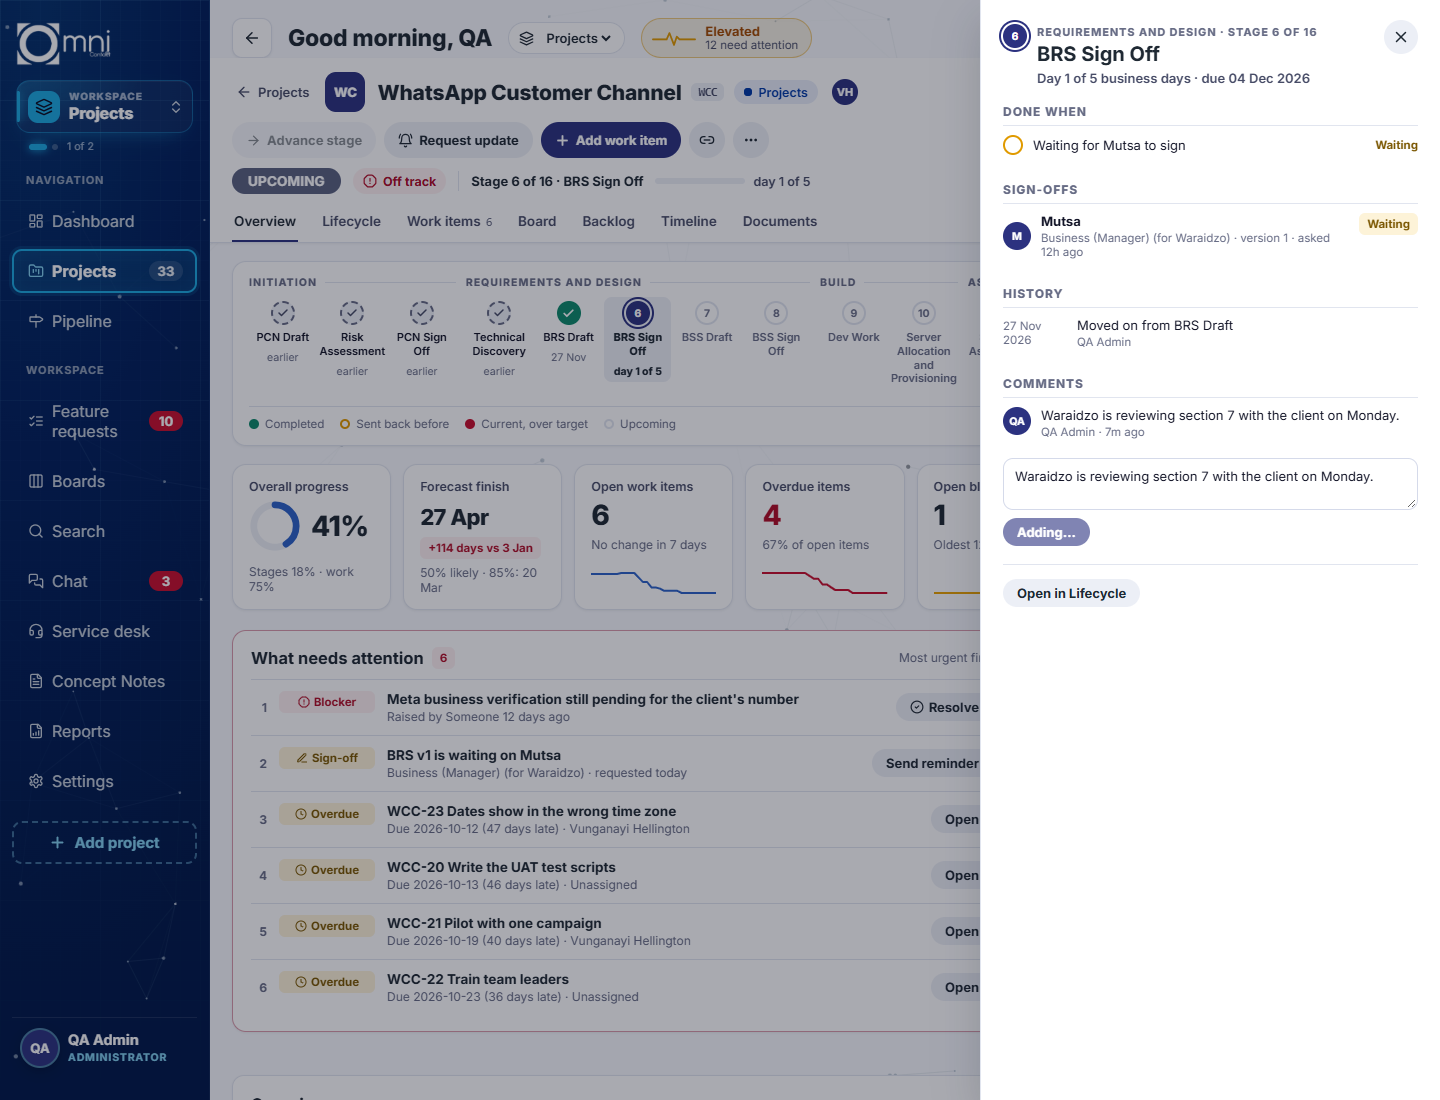 Omni
Contact
WORKSPACE
Projects
1 of 2
NAVIGATION
Dashboard
Projects 33
Pipeline
WORKSPACE
Feature requests 10
Boards
Search
Chat 3
Service desk
Concept Notes
Reports
Settings
+ Add project
QA
QA Admin
ADMINISTRATOR
Good morning, QA
Projects
Elevated
12 need attention
Projects
WC
WhatsApp Customer Channel
WCC
Projects
VH
Advance stage
Request update
+ Add work item
UPCOMING
Off track
Stage 6 of 16 · BRS Sign Off
day 1 of 5
Overview
Lifecycle
Work items 6
Board
Backlog
Timeline
Documents
INITIATION
REQUIREMENTS AND DESIGN
BUILD
AS
PCN Draft
earlier
Risk Assessment
earlier
PCN Sign Off
earlier
Technical Discovery
earlier
BRS Draft
27 Nov
6
BRS Sign Off
day 1 of 5
7
BSS Draft
8
BSS Sign Off
9
Dev Work
10
Server Allocation and Provisioning
As
Completed
Sent back before
Current, over target
Upcoming
Overall progress
41%
Stages 18% · work 75%
Forecast finish
27 Apr
+114 days vs 3 Jan
50% likely · 85%: 20 Mar
Open work items
6
No change in 7 days
Overdue items
4
67% of open items
Open bl
1
Oldest 1
What needs attention 6
Most urgent fi
1 Blocker
Meta business verification still pending for the client's number
Raised by Someone 12 days ago
Resolve
2 Sign-off
BRS v1 is waiting on Mutsa
Business (Manager) (for Waraidzo) · requested today
Send reminder
3 Overdue
WCC-23 Dates show in the wrong time zone
Due 2026-10-12 (47 days late) · Vunganayi Hellington
Open
4 Overdue
WCC-20 Write the UAT test scripts
Due 2026-10-13 (46 days late) · Unassigned
Open
5 Overdue
WCC-21 Pilot with one campaign
Due 2026-10-19 (40 days late) · Vunganayi Hellington
Open
6 Overdue
WCC-22 Train team leaders
Due 2026-10-23 (36 days late) · Unassigned
Open
6
REQUIREMENTS AND DESIGN · STAGE 6 OF 16
BRS Sign Off
Day 1 of 5 business days · due 04 Dec 2026
DONE WHEN
Waiting for Mutsa to sign
Waiting
SIGN-OFFS
M
Mutsa
Business (Manager) (for Waraidzo) · version 1 · asked
12h ago
Waiting
HISTORY
27 Nov 2026
Moved on from BRS Draft
QA Admin
COMMENTS
QA
Waraidzo is reviewing section 7 with the client on Monday.
QA Admin · 7m ago
Waraidzo is reviewing section 7 with the client on Monday.
Adding...
Open in Lifecycle